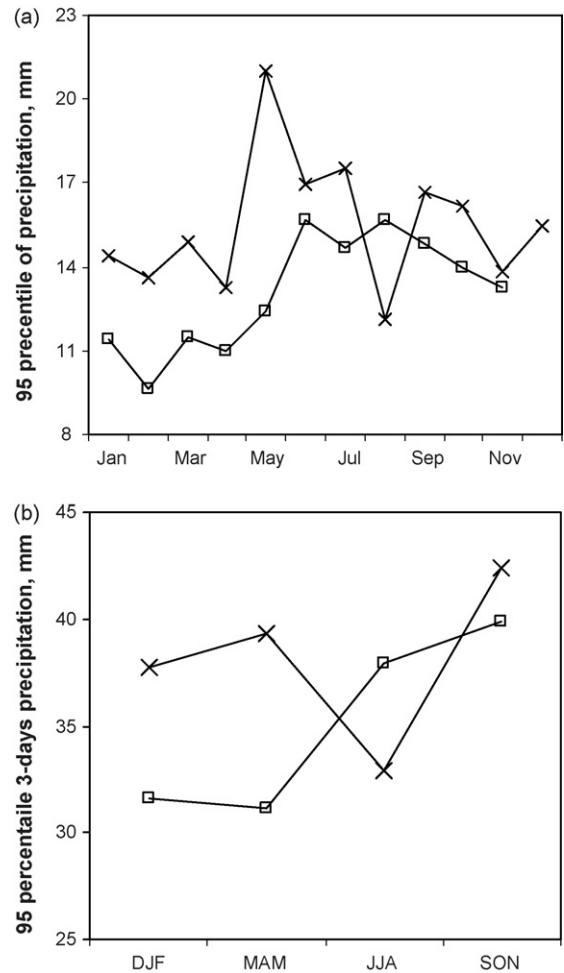 (a)
95 precentile of precipitation, mm
23
20
17
14
11
8
Jan Mar May Jul Sep Nov
(b)
95 percentaile 3-days precipitation, mm
45
40
35
30
25
DJF MAM JJA SON